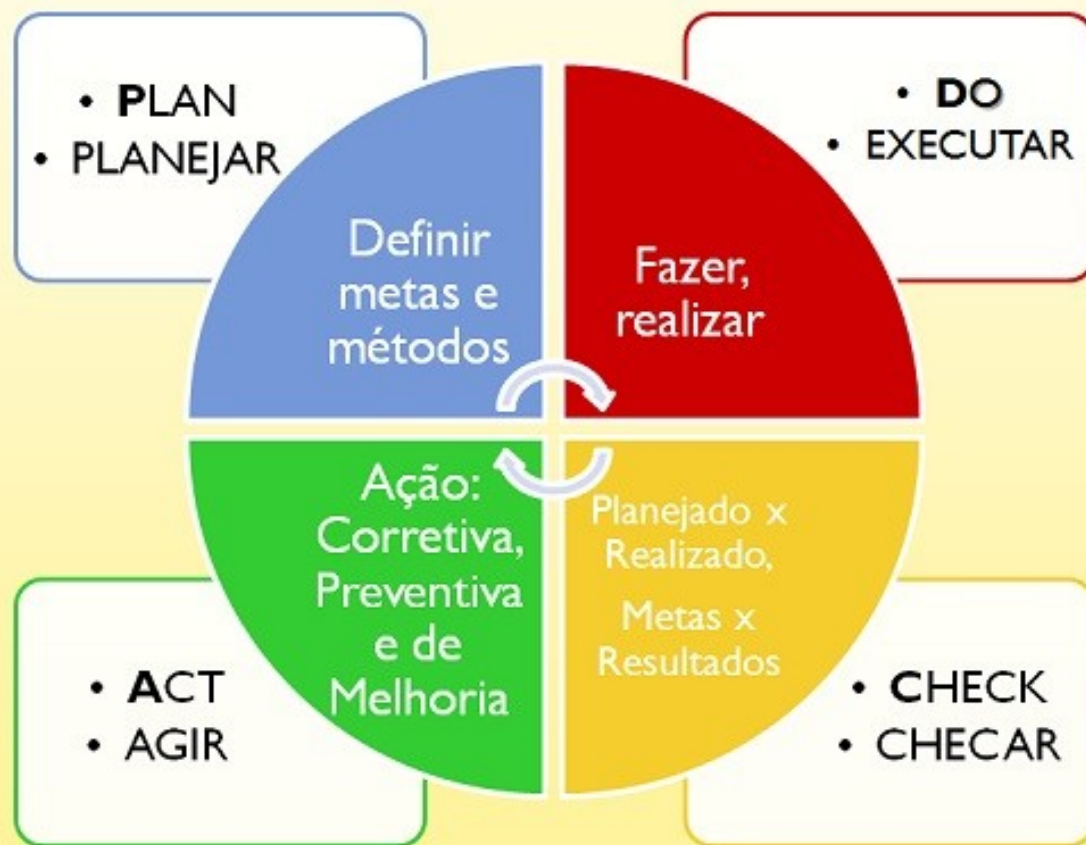 • PLAN
• PLANEJAR
Definir
metas e
métodos
• DO
• EXECUTAR
Fazer,
realizar
Ação:
Corretiva,
Preventiva
e de
Melhoria
• ACT
• AGIR
Planejado x
Realizado,
Metas x
Resultados
• CHECK
• CHECAR